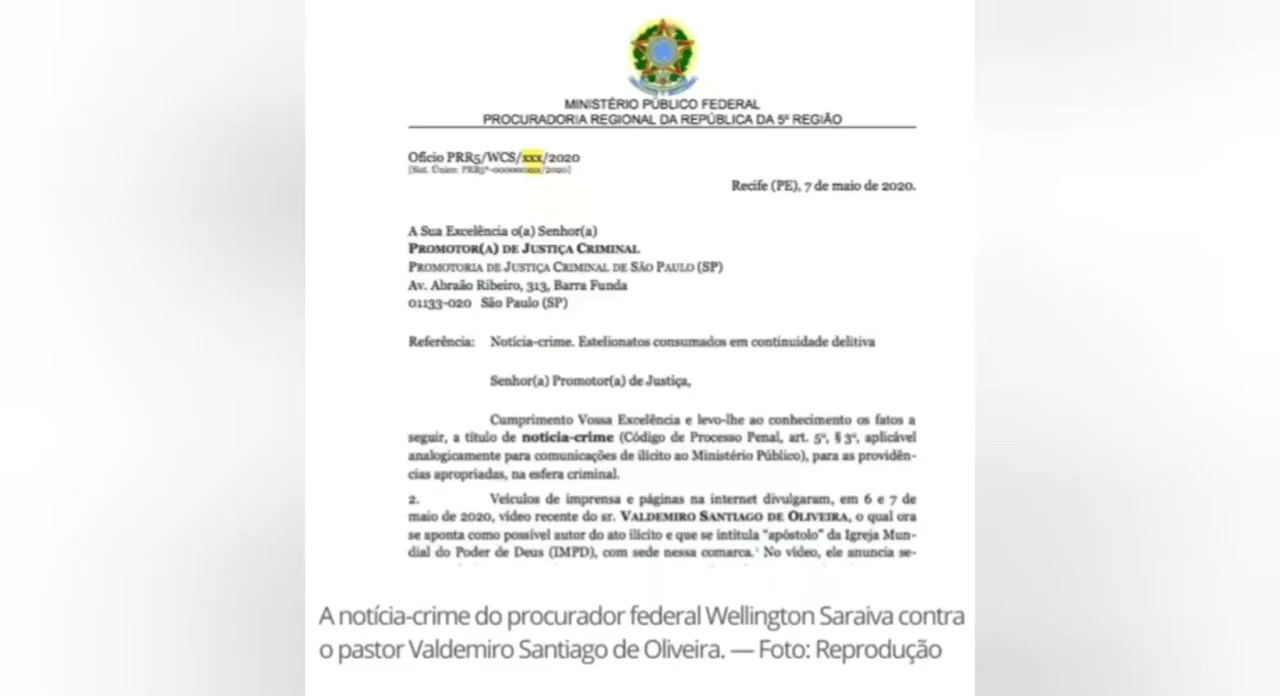 MINISTÉRIO PÚBLICO FEDERAL
PROCURADORIA REGIONAL DA REPÚBLICA DA 5ª REGIÃO
Ofício PRR5/WCS/xxx/2020
[Sist. Único: PRR5ª-000000xxx/2020]
Recife (PE), 7 de maio de 2020.
A Sua Excelência o(a) Senhor(a)
PROMOTOR(A) DE JUSTIÇA CRIMINAL
PROMOTORIA DE JUSTIÇA CRIMINAL DE SÃO PAULO (SP)
Av. Abraão Ribeiro, 313, Barra Funda
01133-020 São Paulo (SP)
Referência: Notícia-crime. Estelionatos consumados em continuidade delitiva
Senhor(a) Promotor(a) de Justiça,
Cumprimento Vossa Excelência e levo-lhe ao conhecimento os fatos a
seguir, a título de notícia-crime (Código de Processo Penal, art. 5º, § 3º, aplicável
analogicamente para comunicações de ilícito ao Ministério Público), para as providên-
cias apropriadas, na esfera criminal.
2. Veículos de imprensa e páginas na internet divulgaram, em 6 e 7 de
maio de 2020, vídeo recente do sr. VALDEMIRO SANTIAGO DE OLIVEIRA, o qual ora
se aponta como possível autor do ato ilícito e que se intitula "apóstolo" da Igreja Mun-
dial do Poder de Deus (IMPD), com sede nessa comarca.¹ No vídeo, ele anuncia se-
A notícia-crime do procurador federal Wellington Saraiva contra
o pastor Valdemiro Santiago de Oliveira. — Foto: Reprodução